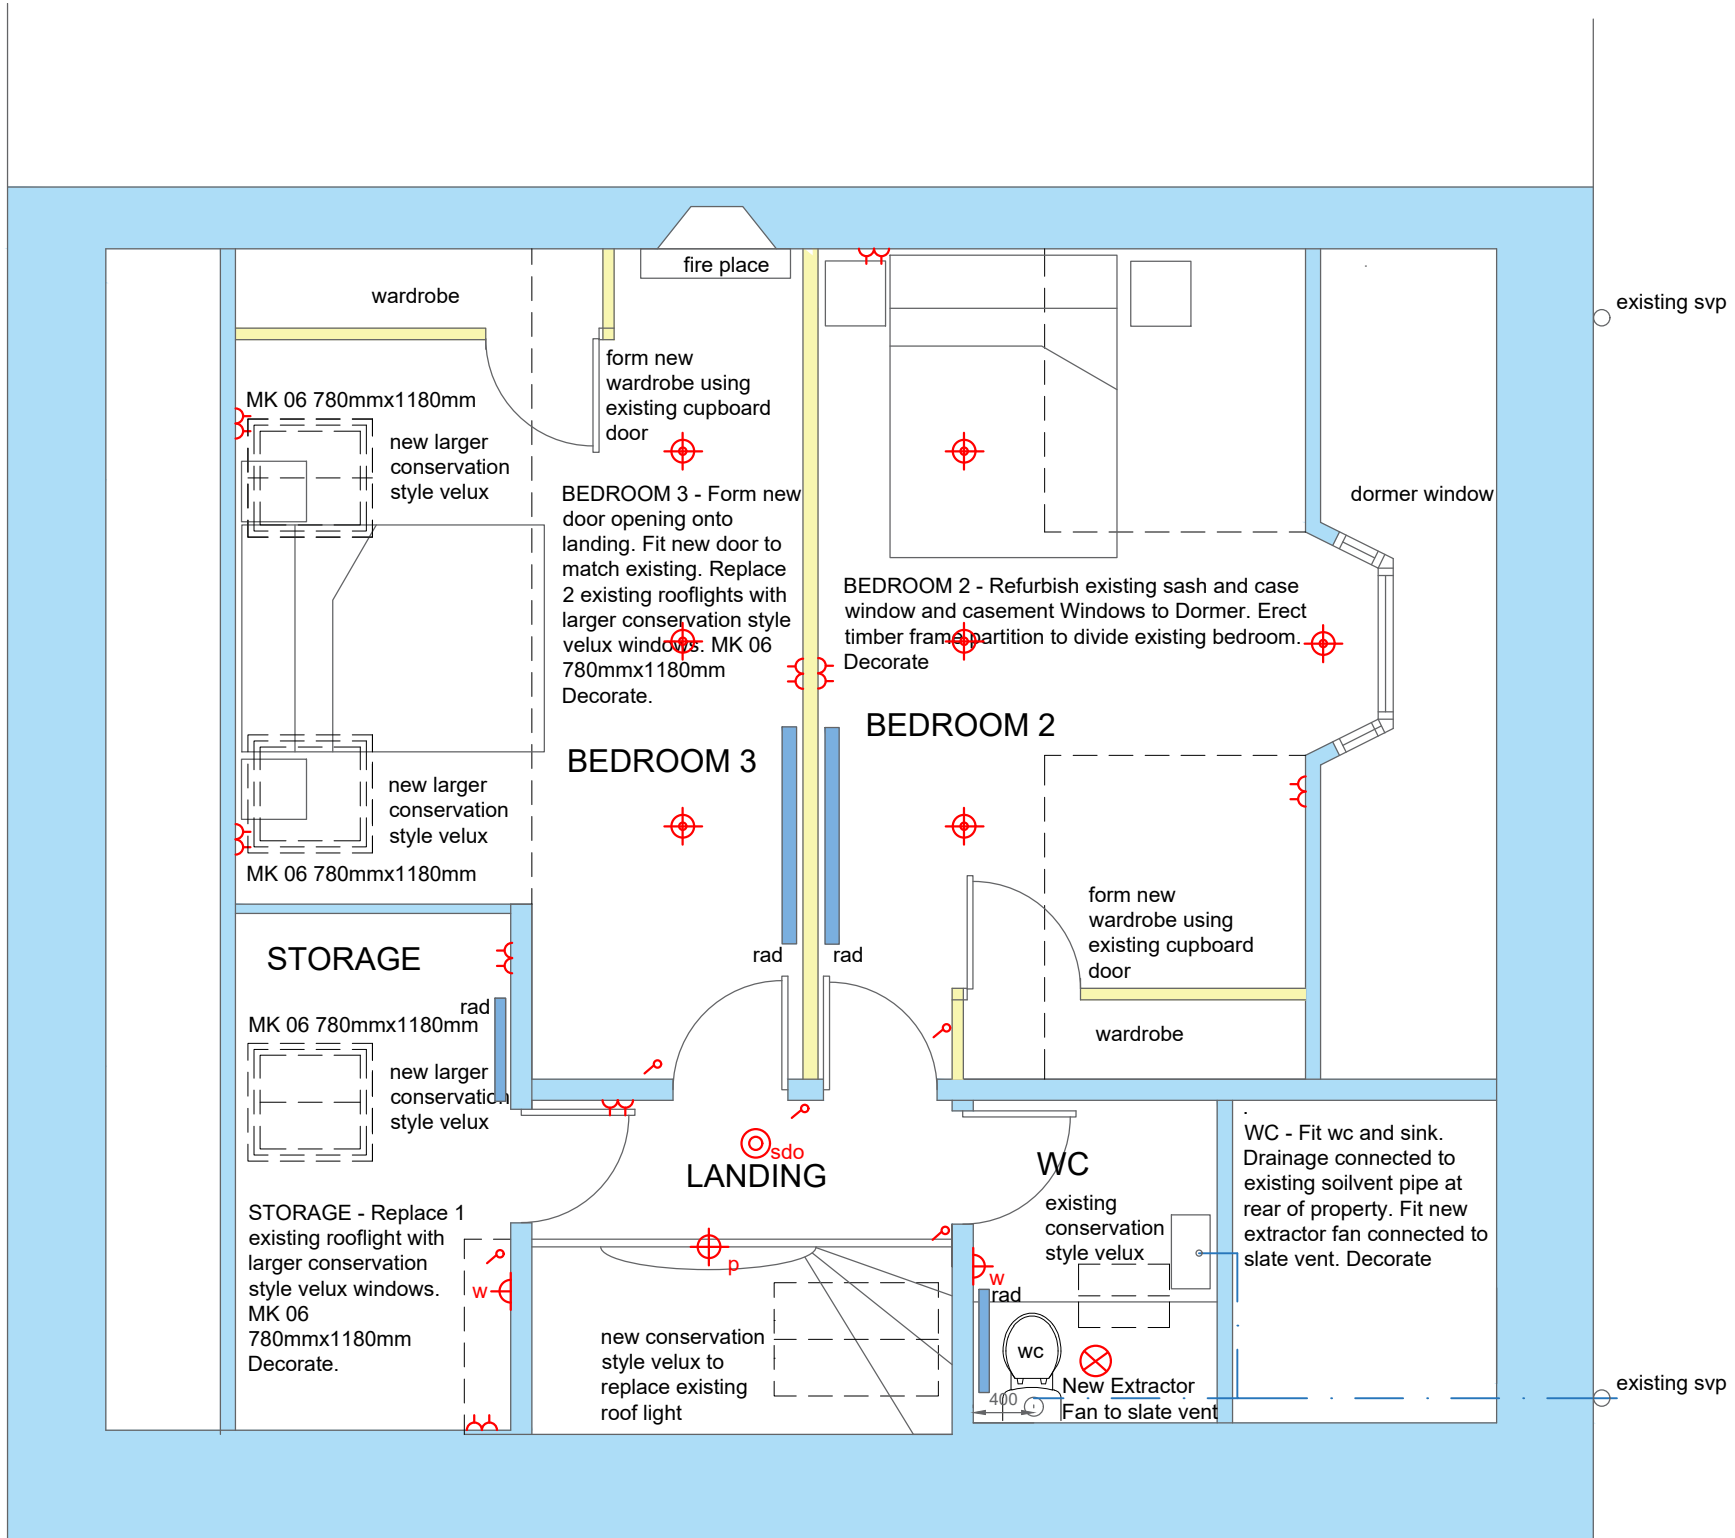 existing svp
fire place
wardrobe
form new
wardrobe using
existing cupboard
door
MK 06 780mmx1180mm
new larger
conservation
style velux
BEDROOM 3 - Form new
door opening onto
landing. Fit new door to
match existing. Replace
2 existing rooflights with
larger conservation style
velux windows. MK 06
780mmx1180mm
Decorate.
dormer window
BEDROOM 2 - Refurbish existing sash and case
window and casement Windows to Dormer. Erect
timber frame partition to divide existing bedroom.
Decorate
BEDROOM 2
BEDROOM 3
new larger
conservation
style velux
MK 06 780mmx1180mm
form new
wardrobe using
existing cupboard
door
rad
rad
STORAGE
rad
MK 06 780mmx1180mm
wardrobe
new larger
conservation
style velux
sdo
LANDING
WC
WC - Fit wc and sink.
Drainage connected to
existing soilvent pipe at
rear of property. Fit new
extractor fan connected to
slate vent. Decorate
existing
conservation
style velux
STORAGE - Replace 1
existing rooflight with
larger conservation
style velux windows.
MK 06
780mmx1180mm
Decorate.
w
p
w
rad
new conservation
style velux to
replace existing
roof light
wc
New Extractor
Fan to slate vent
400
existing svp